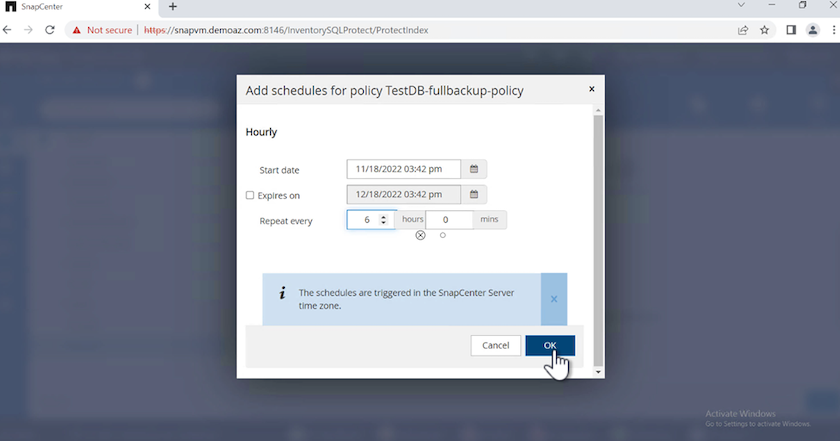 SnapCenter
Not secure https://snapvm.demoaz.com:8146/InventorySQLProtect/ProtectIndex
Add schedules for policy TestDB-fullbackup-policy
x
Hourly
Start date 11/18/2022 03:42 pm
Expires on 12/18/2022 03:42 pm
Repeat every 6 hours 0 mins
i The schedules are triggered in the SnapCenter Server x
time zone.
Cancel OK
Activate Windows
Go to Settings to activate Windows.